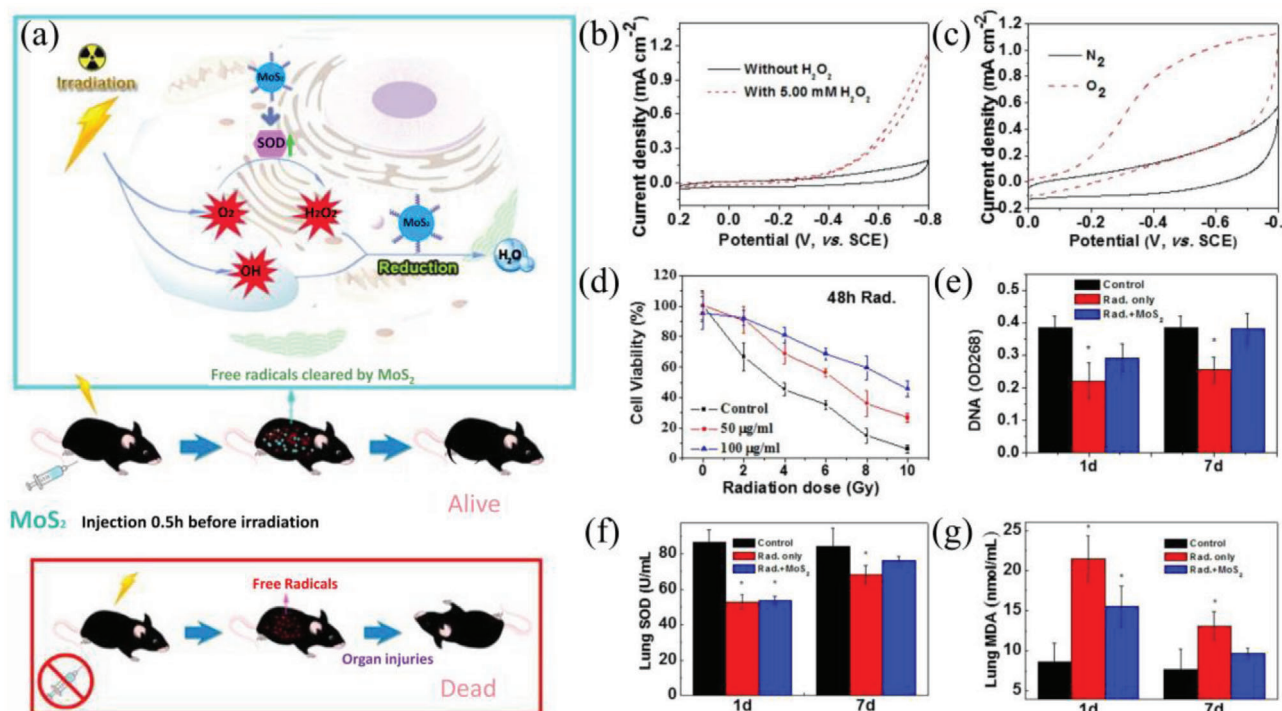 (a)
Irradiation
MoS₂
SOD
O₂
H₂O₂
MoS₂
OH
Reduction
H₂O
Free radicals cleared by MoS₂
Alive
MoS₂ Injection 0.5h before irradiation
Free Radicals
Organ injuries
Dead
(b)
Current density (mA cm⁻²)
1.2
0.9
0.6
0.3
0.0
Without H₂O₂
With 5.00 mM H₂O₂
0.2 0.0 -0.2 -0.4 -0.6 -0.8
Potential (V, vs. SCE)
(c)
Current density (mA cm⁻²)
1.2
1.0
0.8
0.6
0.4
0.2
0.0
0.2
N₂
O₂
0.0 -0.2 -0.4 -0.6 -0.
Potential (V, vs. SCE)
(d)
Cell Viability (%)
120
100
80
60
40
20
0
48h Rad.
Control
50 μg/ml
100 μg/ml
0 2 4 6 8 10
Radiation dose (Gy)
(e)
DNA (OD268)
0.5
0.4
0.3
0.2
0.1
0.0
Control
Rad. only
Rad.+MoS₂
* *
1d 7d
(f)
Lung SOD (U/mL)
80
60
40
20
0
Control
Rad. only
Rad.+MoS₂
* * *
1d 7d
(g)
Lung MDA (nmol/mL)
25
20
15
10
5
Control
Rad. only
Rad.+MoS₂
* * *
1d 7d